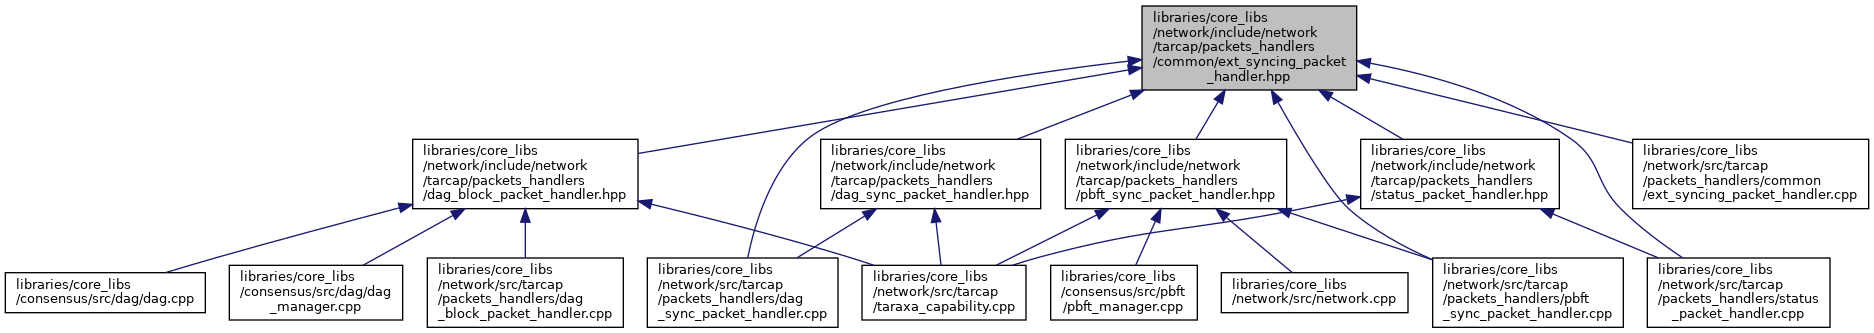 libraries/core_libs
/network/include/network
/tarcap/packets_handlers
/common/ext_syncing_packet
_handler.hpp
libraries/core_libs
/network/include/network
/tarcap/packets_handlers
/dag_block_packet_handler.hpp
libraries/core_libs
/network/include/network
/tarcap/packets_handlers
/dag_sync_packet_handler.hpp
libraries/core_libs
/network/include/network
/tarcap/packets_handlers
/pbft_sync_packet_handler.hpp
libraries/core_libs
/network/include/network
/tarcap/packets_handlers
/status_packet_handler.hpp
libraries/core_libs
/network/src/tarcap
/packets_handlers/common
/ext_syncing_packet_handler.cpp
libraries/core_libs
/consensus/src/dag/dag.cpp
libraries/core_libs
/consensus/src/dag/dag
_manager.cpp
libraries/core_libs
/network/src/tarcap
/packets_handlers/dag
_block_packet_handler.cpp
libraries/core_libs
/network/src/tarcap
/packets_handlers/dag
_sync_packet_handler.cpp
libraries/core_libs
/network/src/tarcap
/taraxa_capability.cpp
libraries/core_libs
/consensus/src/pbft
/pbft_manager.cpp
libraries/core_libs
/network/src/network.cpp
libraries/core_libs
/network/src/tarcap
/packets_handlers/pbft
_sync_packet_handler.cpp
libraries/core_libs
/network/src/tarcap
/packets_handlers/status
_packet_handler.cpp